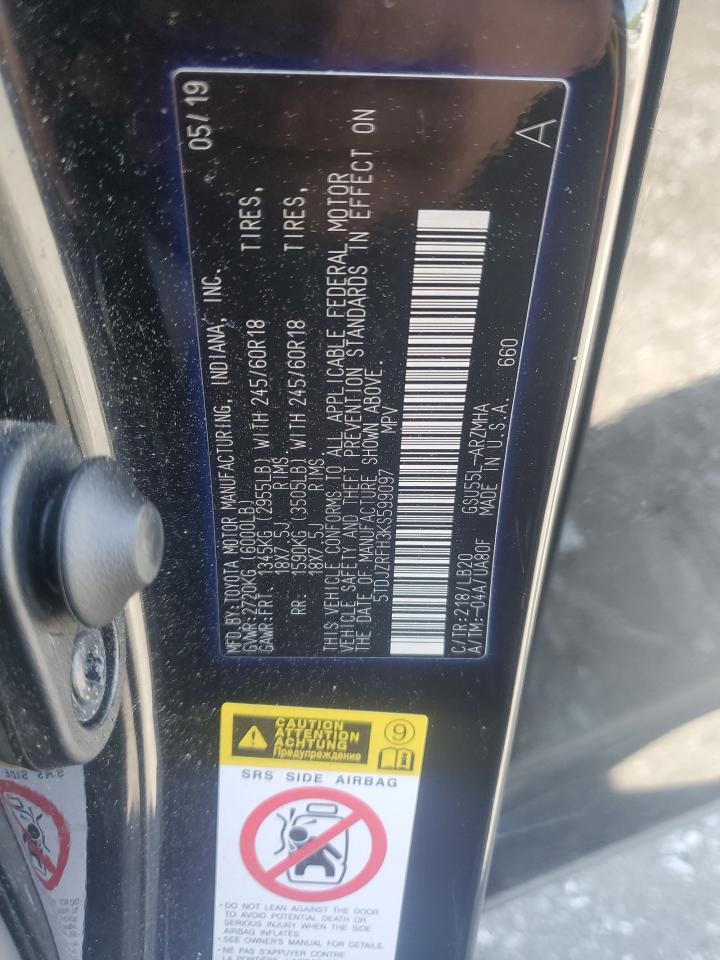 MFD.BY:TOYOTA MOTOR MANUFACTURING, INDIANA, INC. 05/19
GVWR:2720KG (6000LB)
GAWR:FRT. 1345KG (2955LB) WITH 245/60R18 TIRES,
18X7.5J RIMS
RR: 1590KG (3505LB) WITH 245/60R18 TIRES,
18X7.5J RIMS
THIS VEHICLE CONFORMS TO ALL APPLICABLE FEDERAL MOTOR
VEHICLE SAFETY AND THEFT PREVENTION STANDARDS IN EFFECT ON
THE DATE OF MANUFACTURE SHOWN ABOVE.
5TDJZRFH3KS599097 MPV
C/TR:218/LB20 GSU55L-ARZMHA
A/TM:-04A/UA80F MADE IN U.S.A. 660
A
CAUTION
ATTENTION
ACHTUNG
Предупреждение
9
SRS SIDE AIRBAG
• DO NOT LEAN AGAINST THE DOOR
TO AVOID POTENTIAL DEATH OR
SERIOUS INJURY WHEN THE SIDE
AIRBAG INFLATES.
• SEE OWNER'S MANUAL FOR DETAILS.
• NE PAS S'APPUYER CONTRE
SRS SIDE